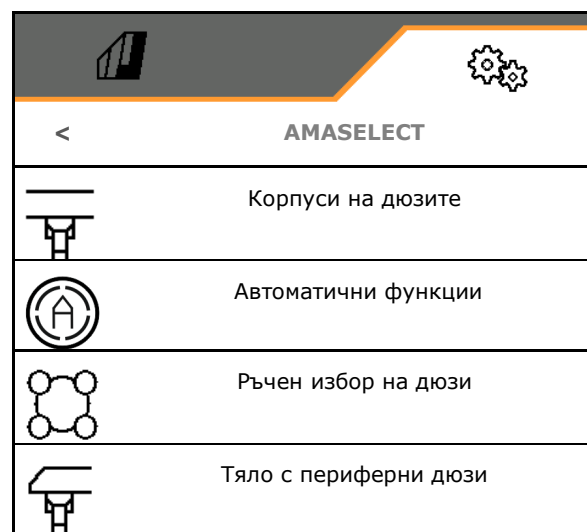 < AMASELECT
Корпуси на дюзите
Автоматични функции
Ръчен избор на дюзи
Тяло с периферни дюзи